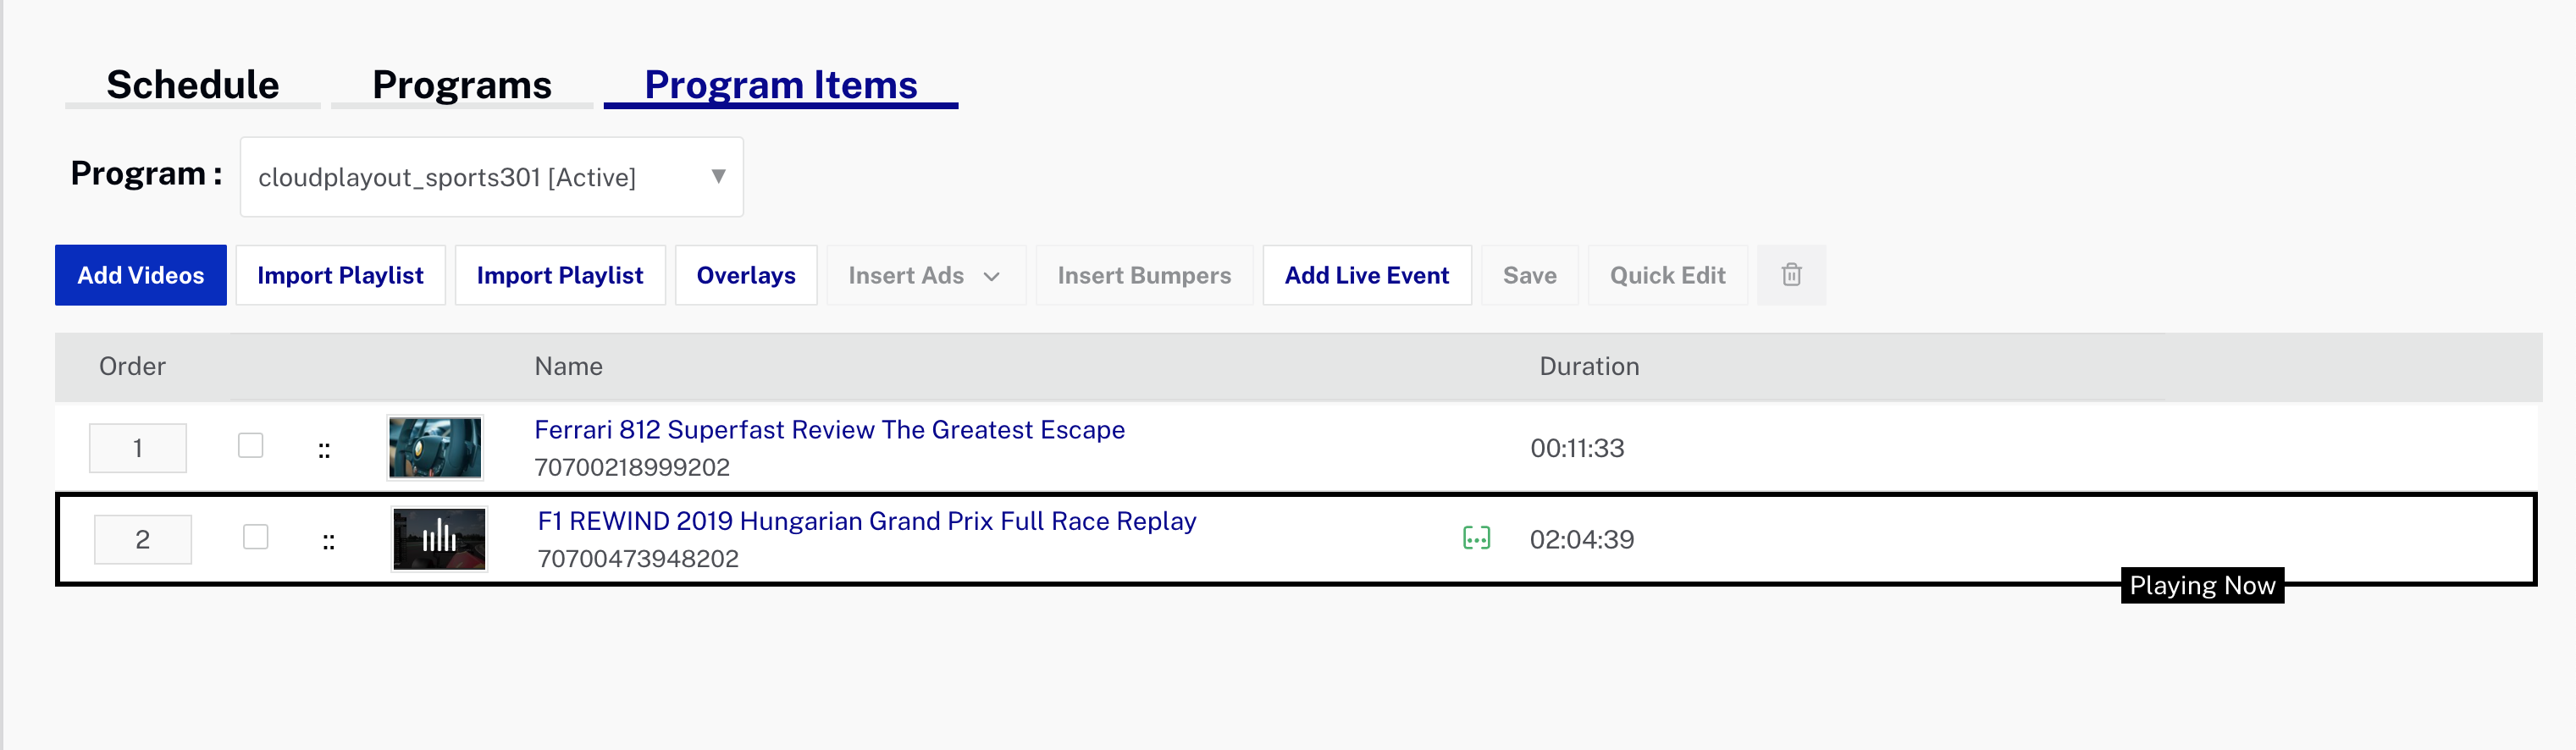 Schedule Programs Program Items
Program : cloudplayout_sports301 [Active]
Add Videos Import Playlist Import Playlist Overlays Insert Ads Insert Bumpers Add Live Event Save Quick Edit
Order Name Duration
1 Ferrari 812 Superfast Review The Greatest Escape 00:11:33
70700218999202
2 F1 REWIND 2019 Hungarian Grand Prix Full Race Replay 02:04:39
70700473948202
Playing Now